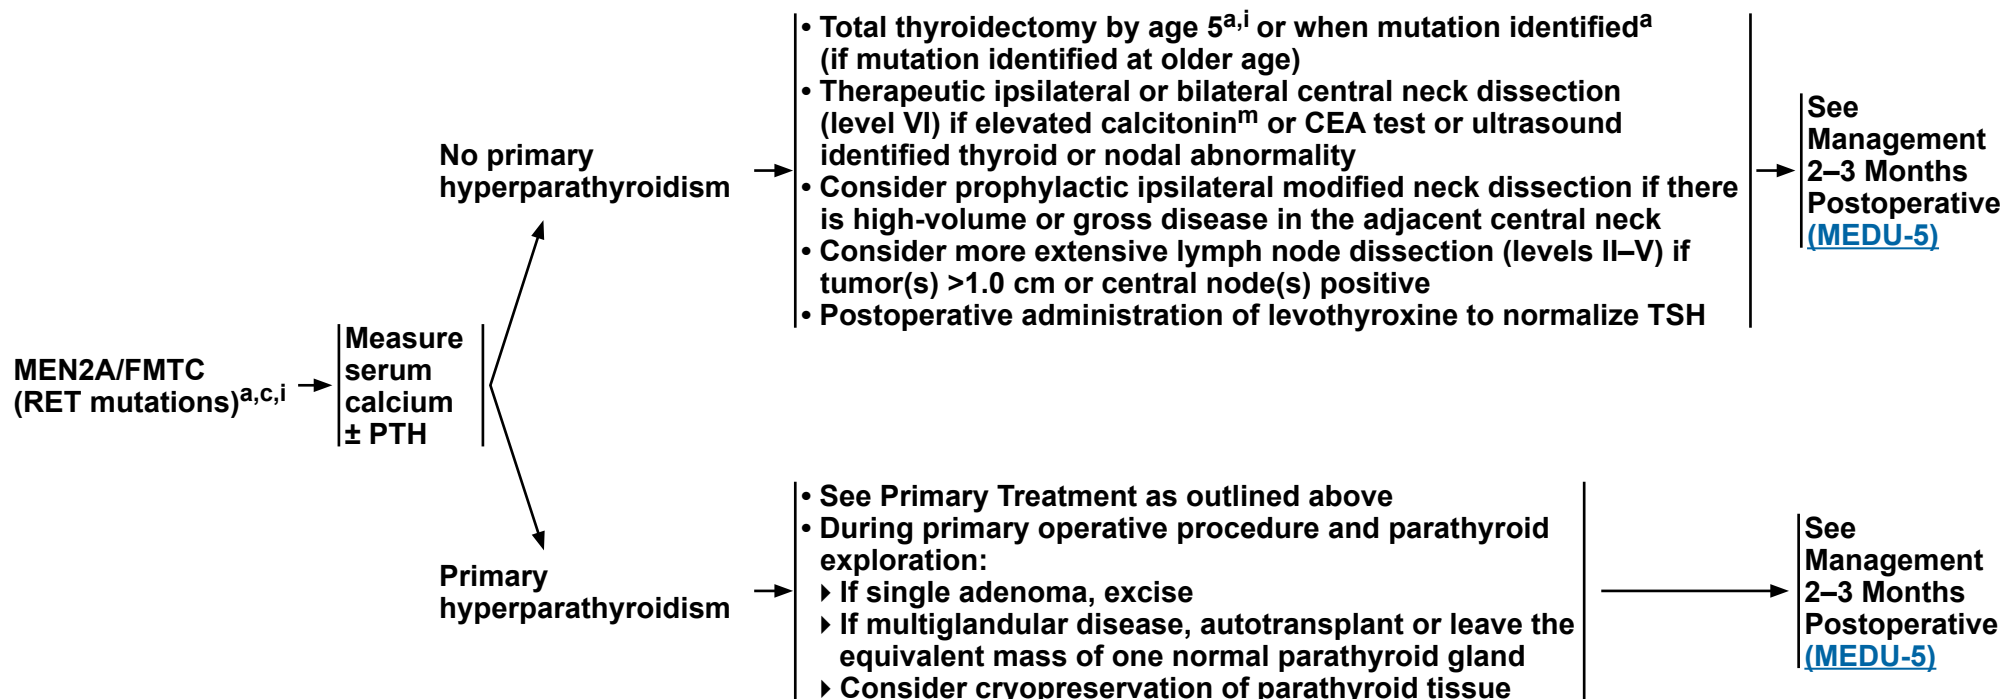 MEN2A/FMTC
(RET mutations)a,c,i
Measure
serum
calcium
± PTH
No primary
hyperparathyroidism
• Total thyroidectomy by age 5a,i or when mutation identifieda
(if mutation identified at older age)
• Therapeutic ipsilateral or bilateral central neck dissection
(level VI) if elevated calcitoninm or CEA test or ultrasound
identified thyroid or nodal abnormality
• Consider prophylactic ipsilateral modified neck dissection if there
is high-volume or gross disease in the adjacent central neck
• Consider more extensive lymph node dissection (levels II–V) if
tumor(s) >1.0 cm or central node(s) positive
• Postoperative administration of levothyroxine to normalize TSH
See
Management
2–3 Months
Postoperative
(MEDU-5)
Primary
hyperparathyroidism
• See Primary Treatment as outlined above
• During primary operative procedure and parathyroid
exploration:
▸ If single adenoma, excise
▸ If multiglandular disease, autotransplant or leave the
equivalent mass of one normal parathyroid gland
▸ Consider cryopreservation of parathyroid tissue
See
Management
2–3 Months
Postoperative
(MEDU-5)